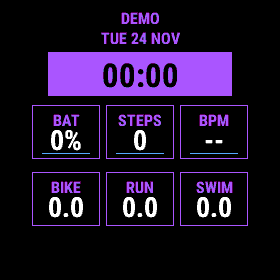 DEMO
TUE 24 NOV
00:00
BAT STEPS BPM
0% 0 --
BIKE RUN SWIM
0.0 0.0 0.0